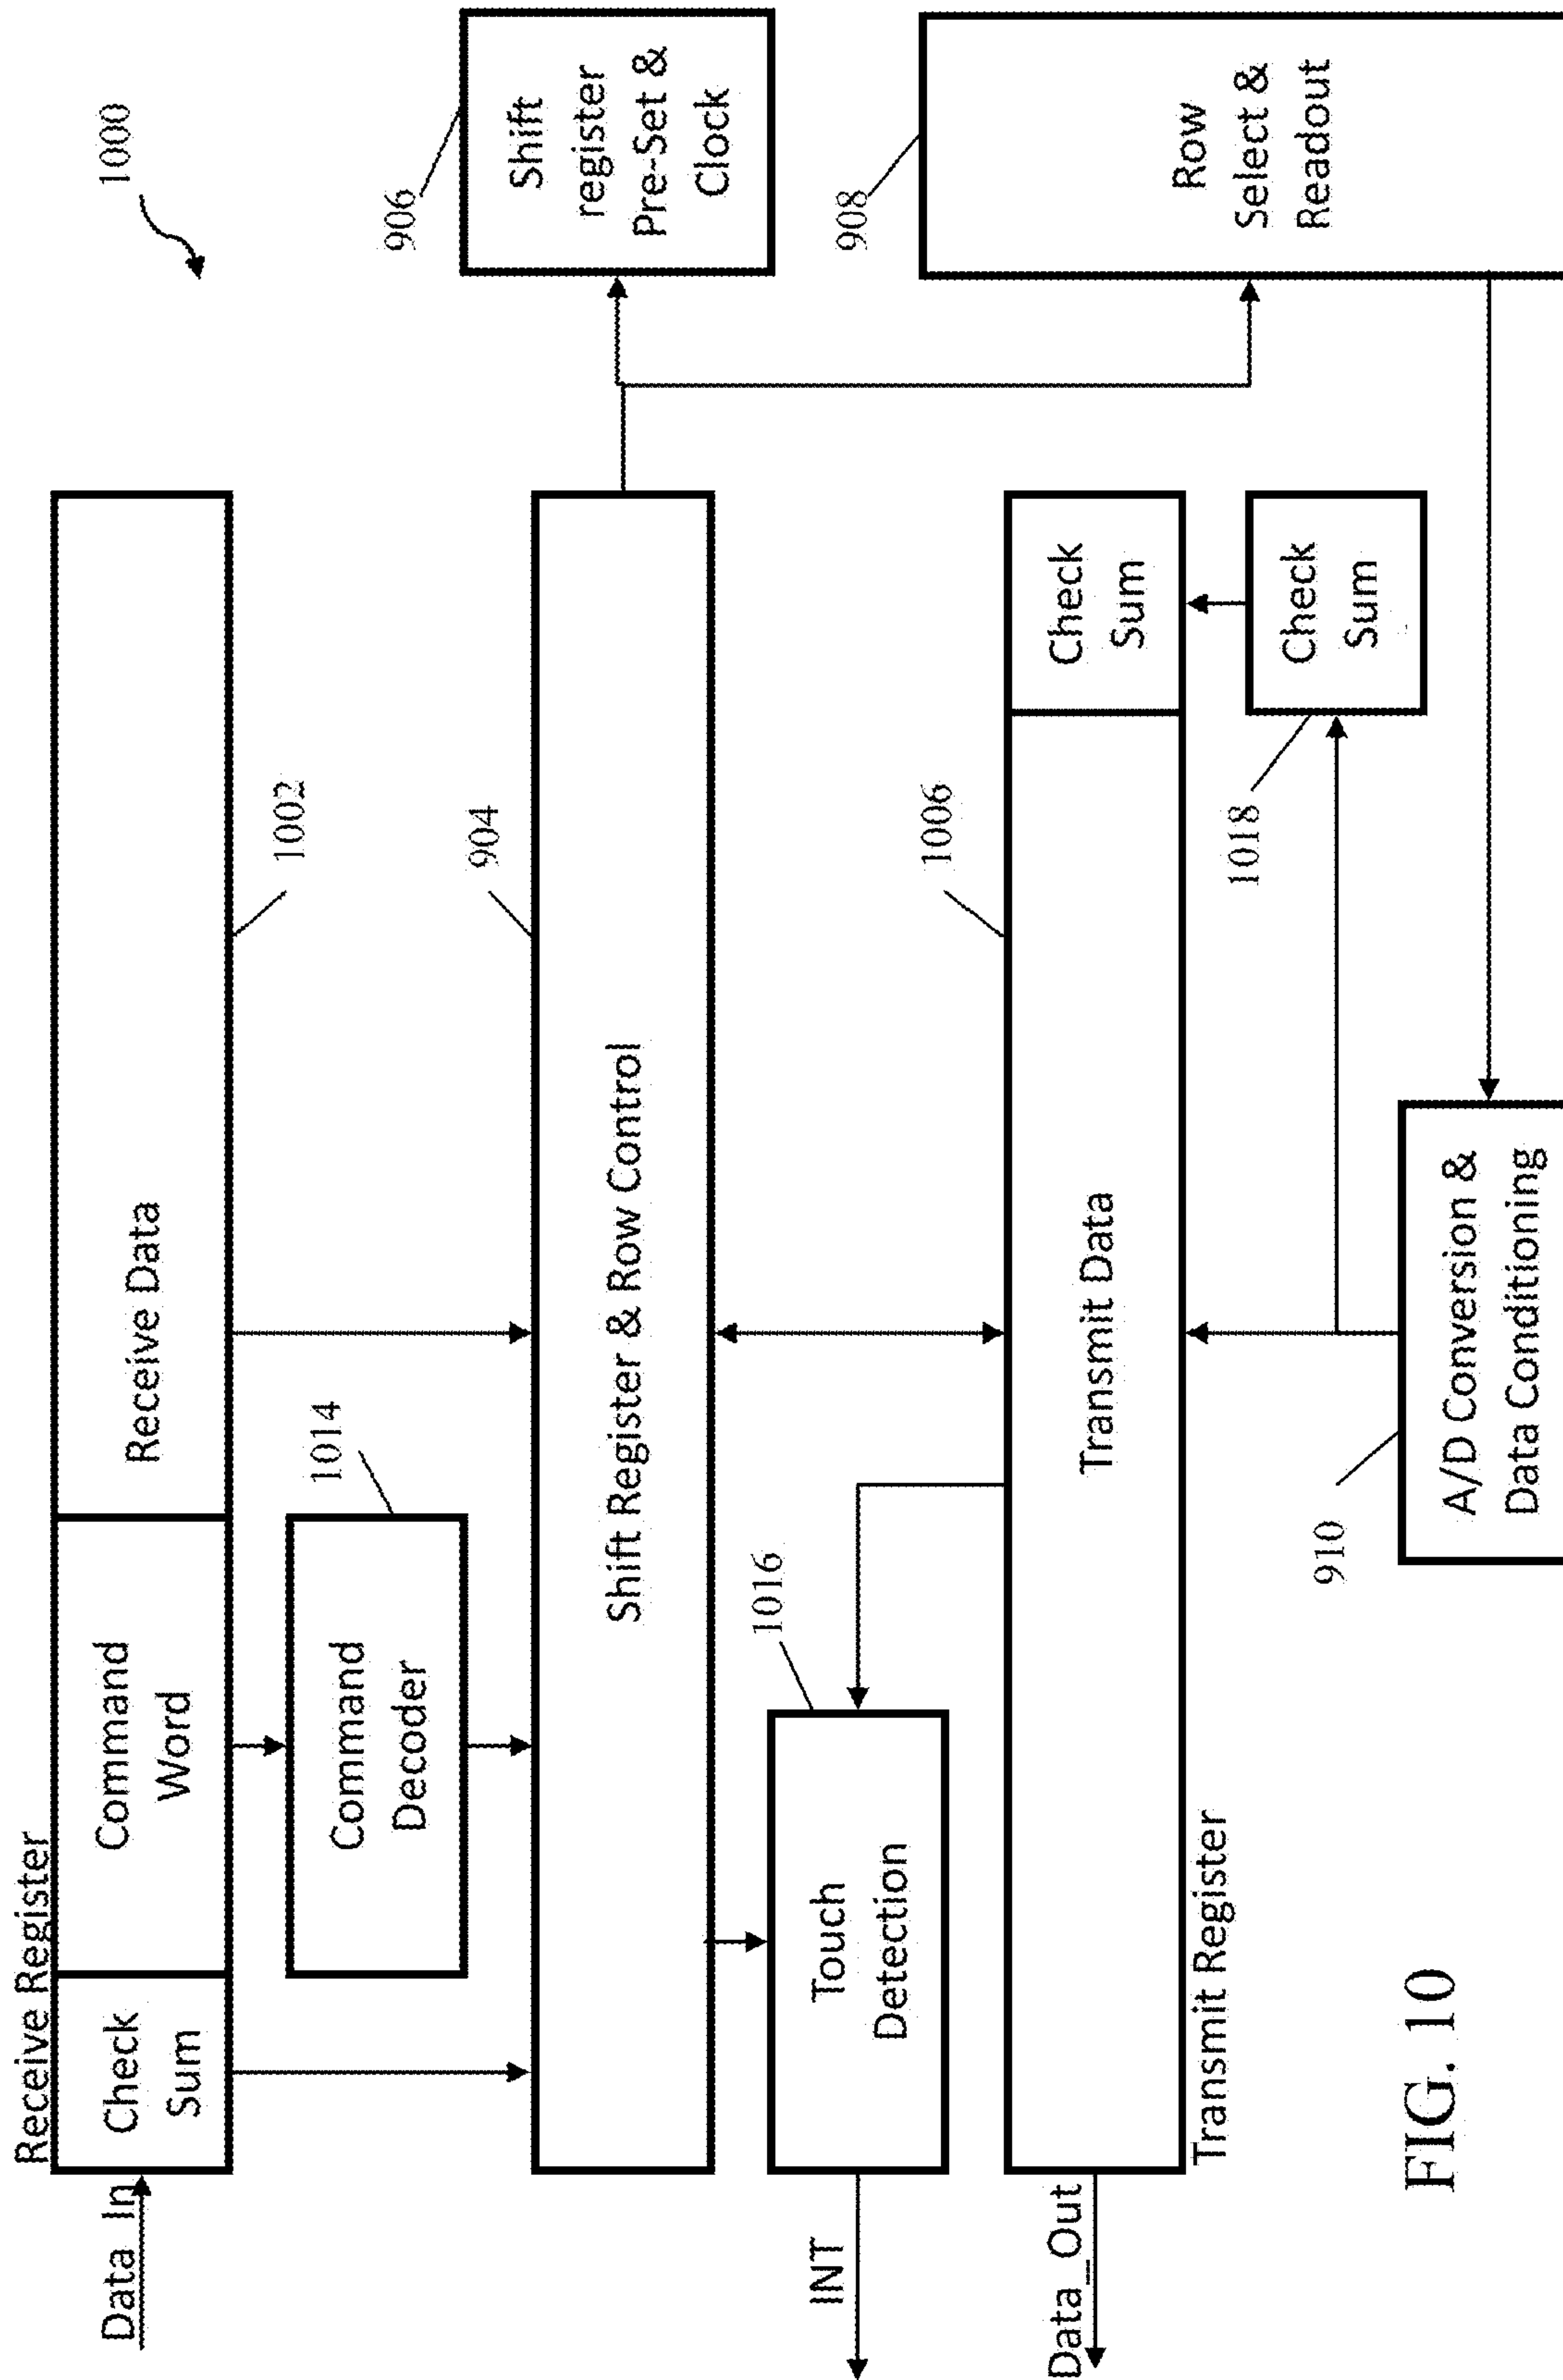 1000
Receive Register
Data_In
Check
Sum
Command
Word
Receive Data
1002
Command
Decoder
1014
904
Shift Register & Row Control
906
Shift
register
Pre-Set &
Clock
908
Row
Select &
Readout
Touch
Detection
1016
INT
1006
Transmit Data
Check
Sum
Data_Out
Transmit Register
Check
Sum
1018
A/D Conversion &
Data Conditioning
910
FIG. 10